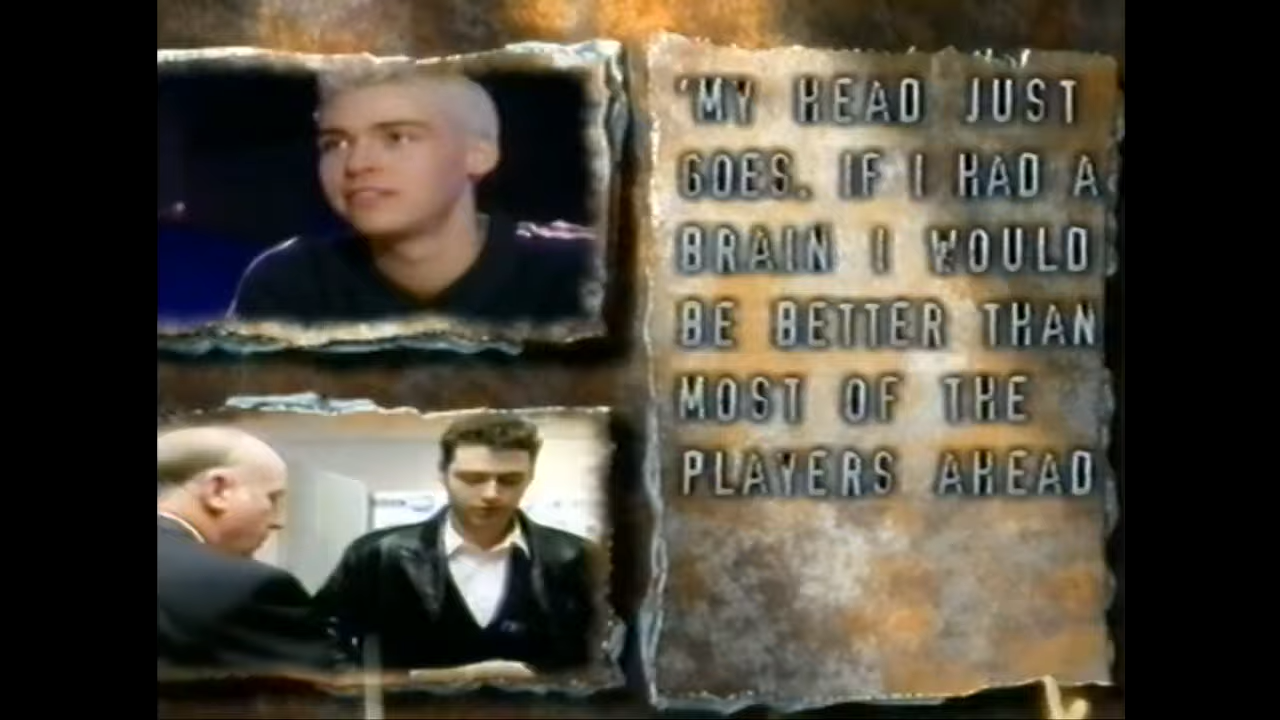 'MY HEAD JUST
GOES. IF I HAD A
BRAIN I WOULD
BE BETTER THAN
MOST OF THE
PLAYERS AHEAD